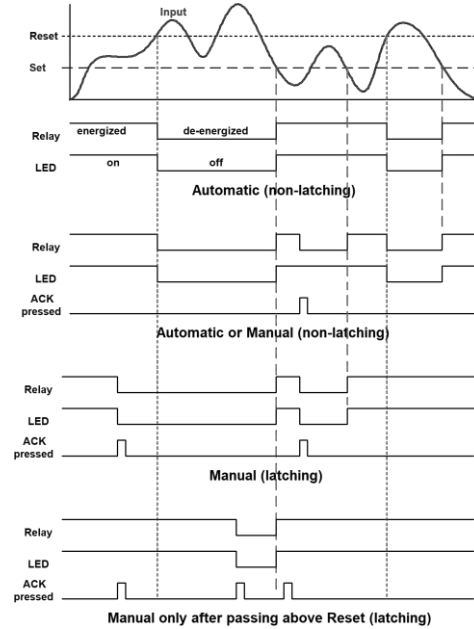 Input
Reset
Set
energized de-energized
Relay
on off
LED
Automatic (non-latching)
Relay
LED
ACK
pressed
Automatic or Manual (non-latching)
Relay
LED
ACK
pressed
Manual (latching)
Relay
LED
ACK
pressed
Manual only after passing above Reset (latching)